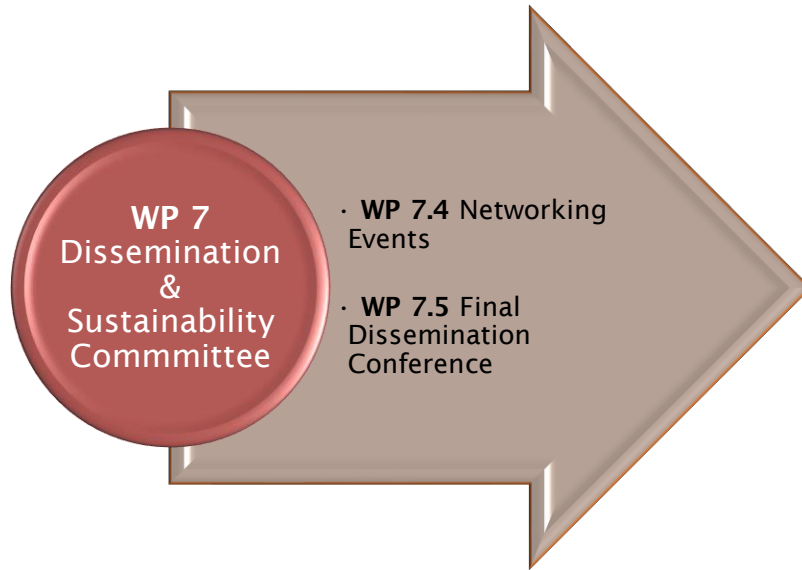 WP 7
Dissemination
&
Sustainability
Commmittee
· WP 7.4 Networking
Events
· WP 7.5 Final
Dissemination
Conference